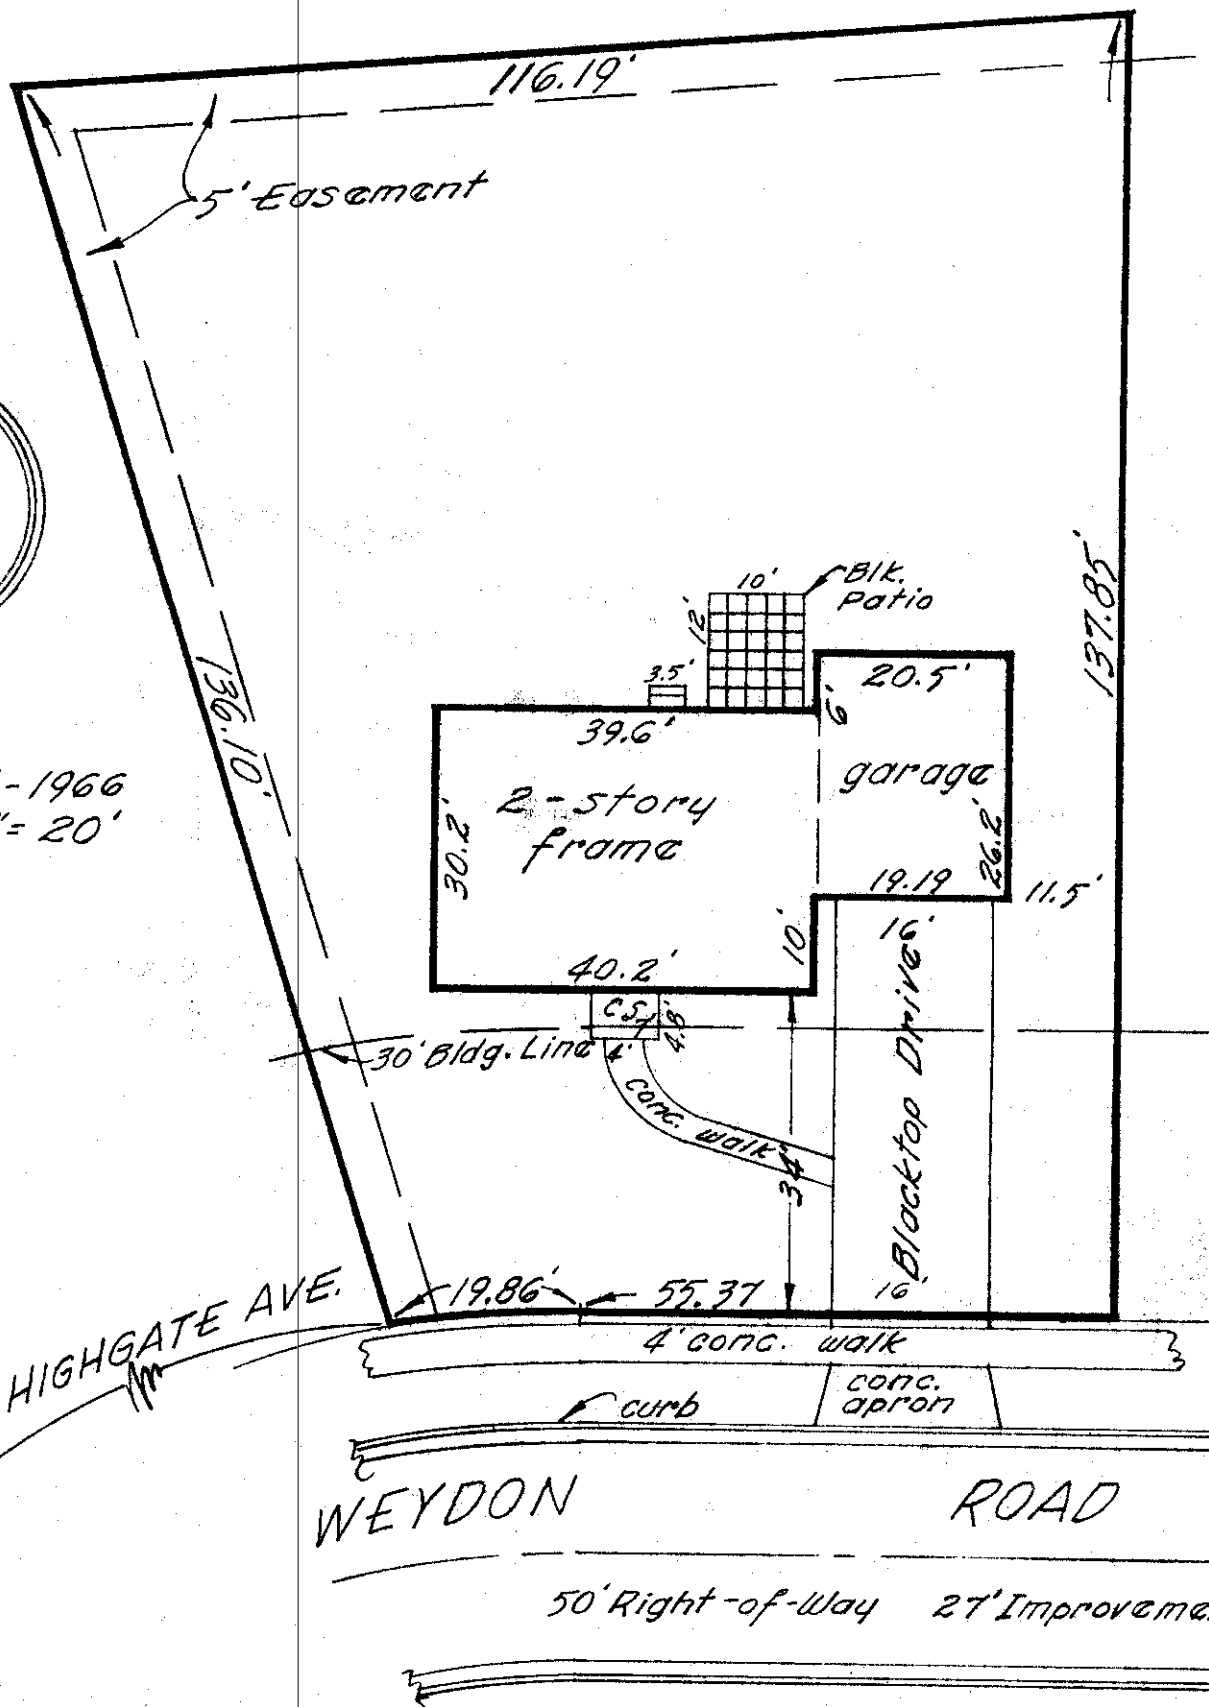 116.19'
5' Easement
10'
Blk.
Patio
12'
137.85'
3.5'
20.5'
6'
39.6'
136.10'
garage
- 1966
= 20'
2 - story
frame
30.2'
26.2'
19.19
11.5'
16'
10'
40.2'
C.S.
4.8'
4'
30' Bldg. Line
conc. walk
34'
Blacktop Drive
16'
19.86'
55.37
HIGHGATE AVE.
4' conc. walk
conc.
apron
curb
WEYDON ROAD
50' Right-of-Way 27' Improveme